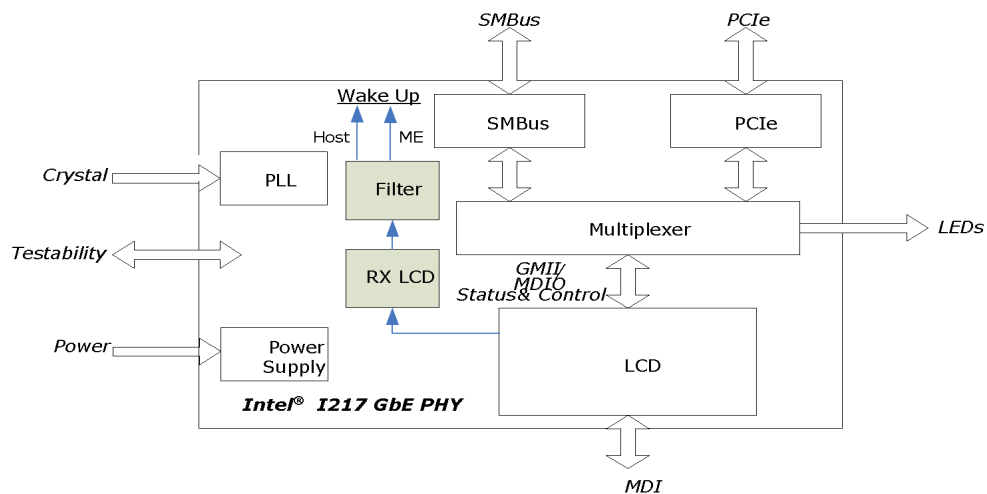 SMBus
PCIe
Wake Up
Host
ME
SMBus
PCIe
Crystal
PLL
Filter
Multiplexer
LEDs
Testability
RX LCD
GMII/
MDIO
Status& Control
Power
Power
Supply
LCD
Intel® I217 GbE PHY
MDI